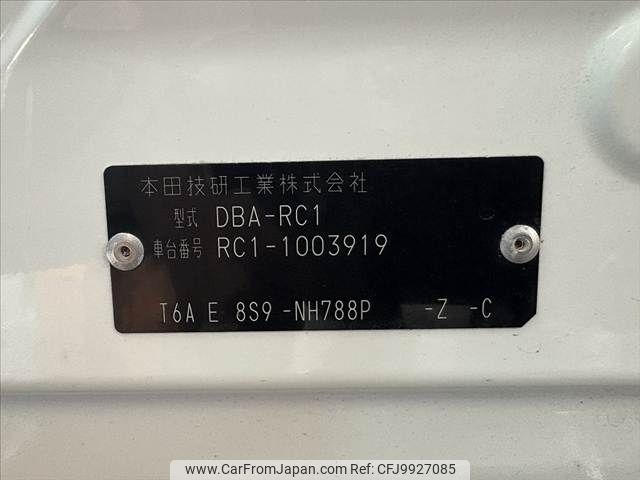 本田技研工業株式会社
型式 DBA-RC1
車台番号 RC1-1003919
T6A E 8S9 -NH788P -Z -C
www.CarFromJapan.com CFJ9927085